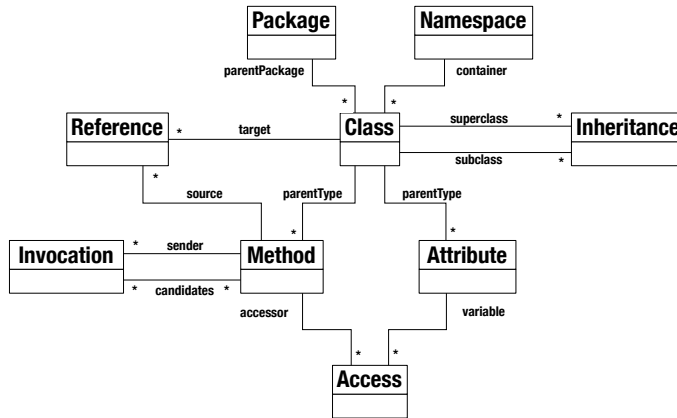 Package Namespace
parentPackage container
* *
Reference * target Class superclass * Inheritance
* subclass *
source parentType parentType
* *
Invocation * sender Method Attribute
* candidates *
accessor variable
* *
Access